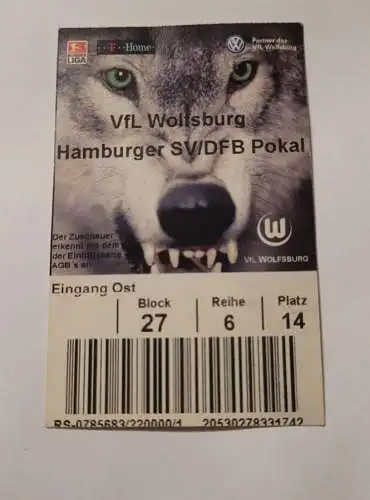 LIGA
T · · Home
Partner des
VfL Wolfsburg
VfL Wolfsburg
Hamburger SV/DFB Pokal
Der Zuschauer
erkennt mit dem
der Eintrittskarte
AGB's an
VfL WOLFSBURG
Eingang Ost
Block Reihe Platz
27 6 14
RS-0785683/220000/1 20530278331742